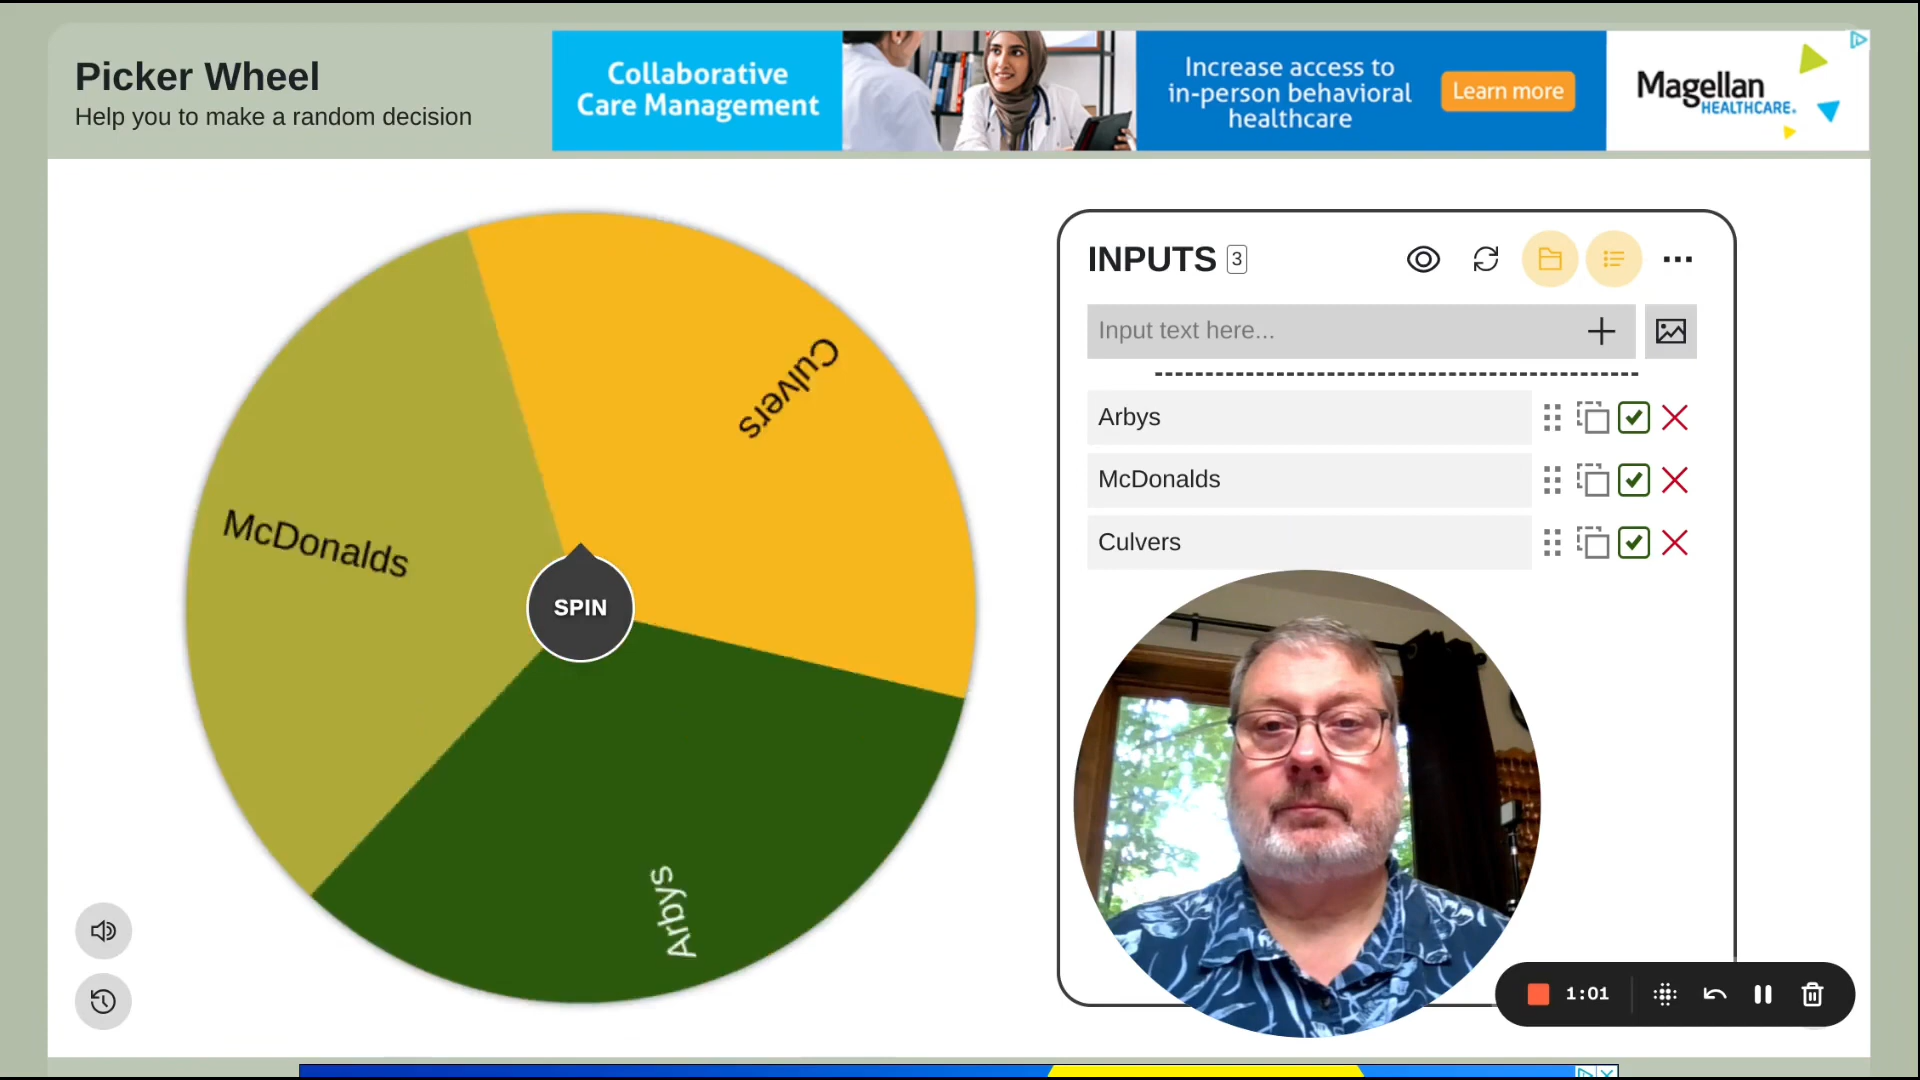 Picker Wheel
Help you to make a random decision
Collaborative
Care Management
Increase access to
in-person behavioral
healthcare
Learn more
Magellan
HEALTHCARE.
Culvers
McDonalds
SPIN
Arbys
INPUTS 3
Input text here...
Arbys
McDonalds
Culvers
1:01